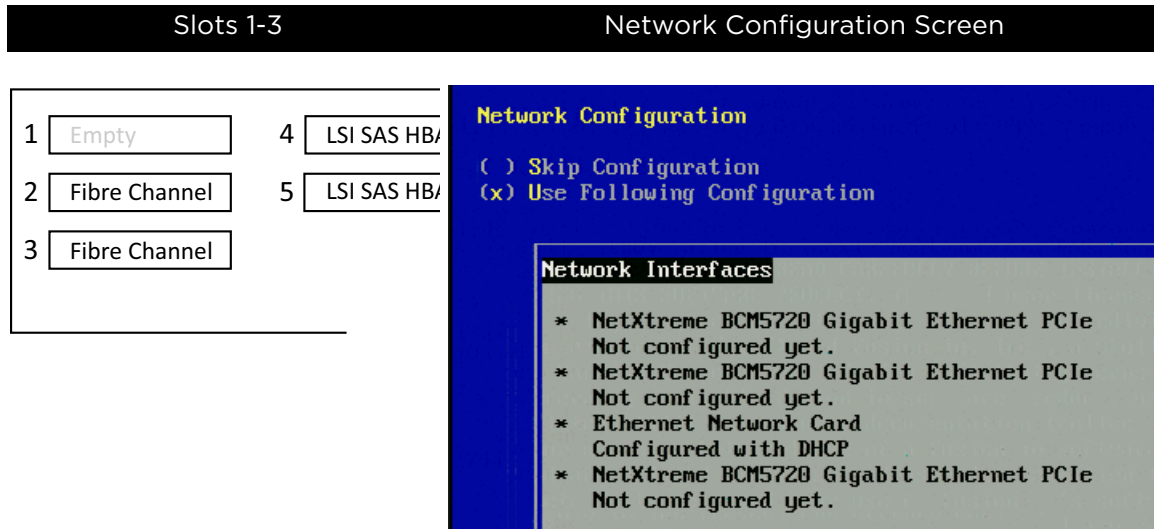 Slots 1-3
Network Configuration Screen
1 Empty
4 LSI SAS HBA
2 Fibre Channel
5 LSI SAS HBA
3 Fibre Channel
Network Configuration
( ) Skip Configuration
(x) Use Following Configuration
Network Interfaces
* NetXtreme BCM5720 Gigabit Ethernet PCIe
Not configured yet.
* NetXtreme BCM5720 Gigabit Ethernet PCIe
Not configured yet.
* Ethernet Network Card
Configured with DHCP
* NetXtreme BCM5720 Gigabit Ethernet PCIe
Not configured yet.